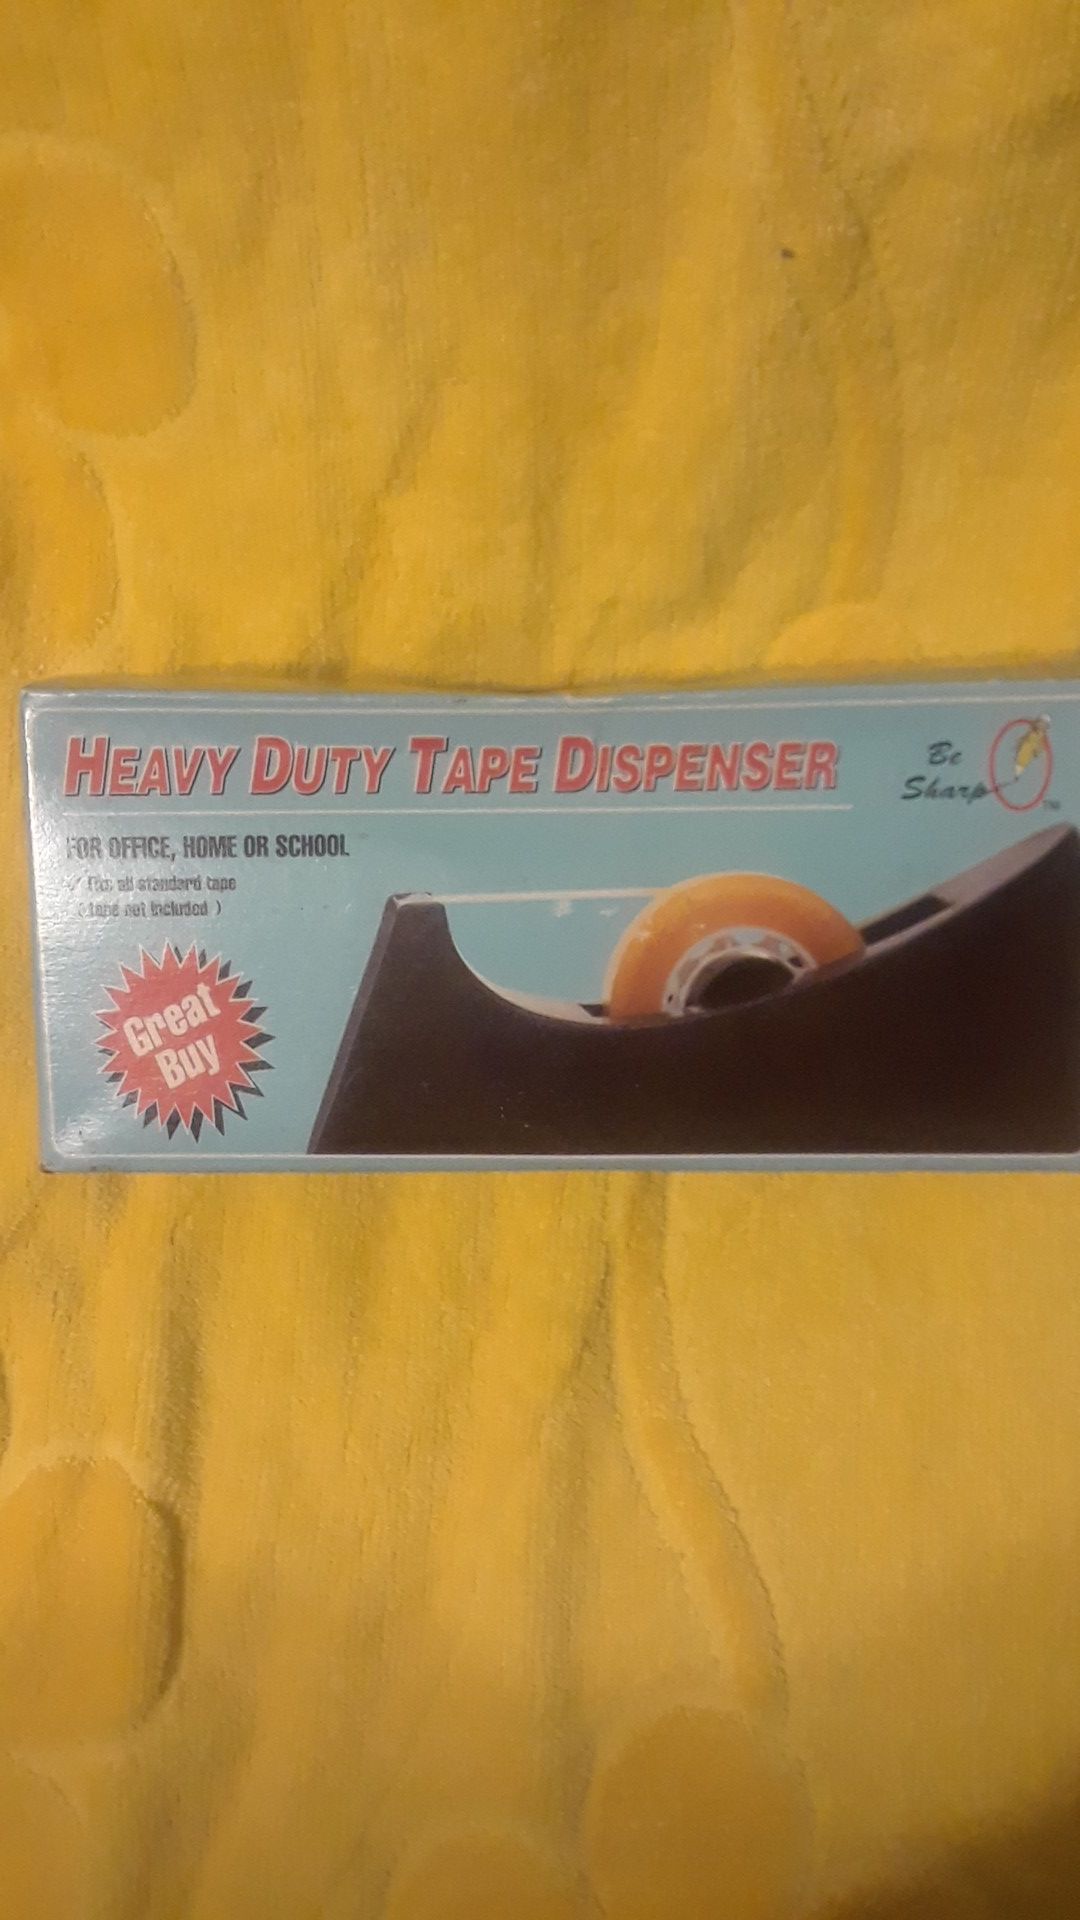 HEAVY DUTY TAPE DISPENSER
Be
Sharp
TM
FOR OFFICE, HOME OR SCHOOL
✓ Fits all standard tape
( tape not included )
Great
Buy